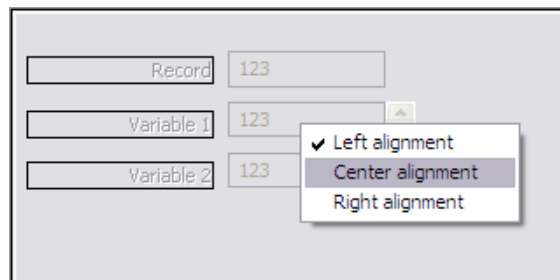 Record 123
Variable 1 123
Left alignment
Center alignment
Variable 2 123
Right alignment